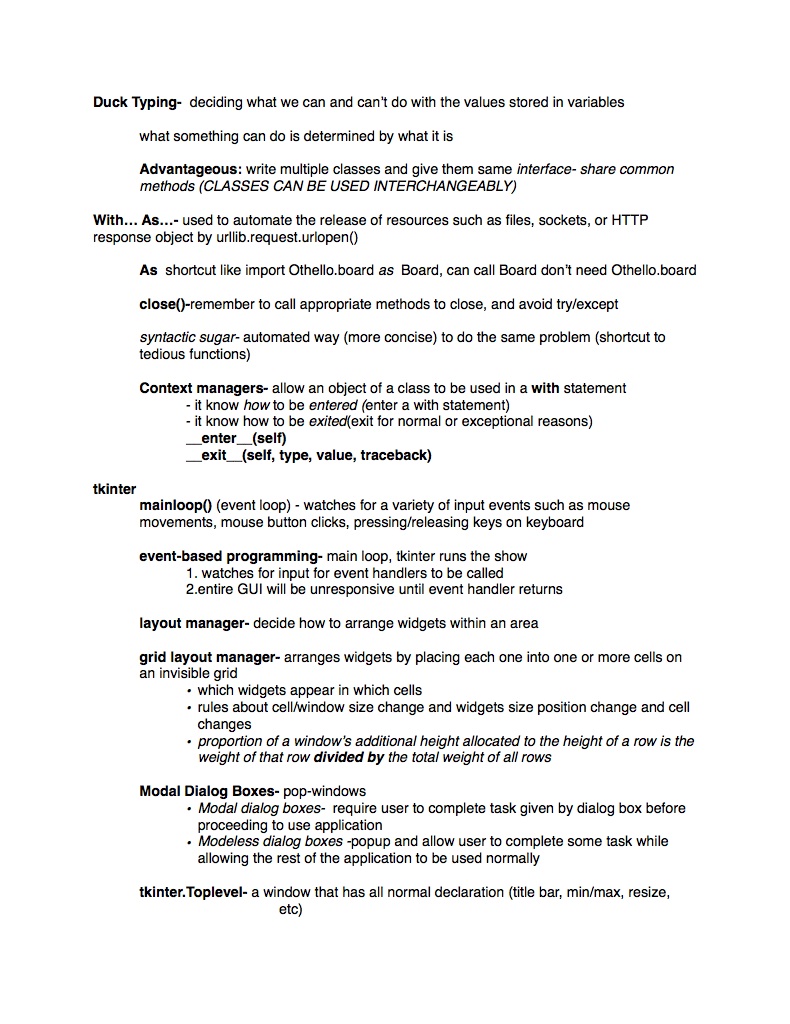 Duck Typing-  deciding what we can and can't do with the values stored in variables
what something can do is determined by what it is
Advantageous: write multiple classes and give them same interface- share common
methods (CLASSES CAN BE USED INTERCHANGEABLY)
With… As…- used to automate the release of resources such as files, sockets, or HTTP
response object by urllib.request.urlopen()
As  shortcut like import Othello.board as  Board, can call Board don't need Othello.board
close()-remember to call appropriate methods to close, and avoid try/except
syntactic sugar- automated way (more concise) to do the same problem (shortcut to
tedious functions)
Context managers- allow an object of a class to be used in a with statement
- it know how to be entered (enter a with statement)
- it know how to be exited(exit for normal or exceptional reasons)
__enter__(self)
__exit__(self, type, value, traceback)
tkinter
mainloop() (event loop) - watches for a variety of input events such as mouse
movements, mouse button clicks, pressing/releasing keys on keyboard
event-based programming- main loop, tkinter runs the show
1. watches for input for event handlers to be called
2.entire GUI will be unresponsive until event handler returns
layout manager- decide how to arrange widgets within an area
grid layout manager- arranges widgets by placing each one into one or more cells on
an invisible grid
• which widgets appear in which cells
• rules about cell/window size change and widgets size position change and cell
changes
• proportion of a window's additional height allocated to the height of a row is the
weight of that row divided by the total weight of all rows
Modal Dialog Boxes- pop-windows
• Modal dialog boxes-  require user to complete task given by dialog box before
proceeding to use application
• Modeless dialog boxes -popup and allow user to complete some task while
allowing the rest of the application to be used normally
tkinter.Toplevel- a window that has all normal declaration (title bar, min/max, resize,
etc)